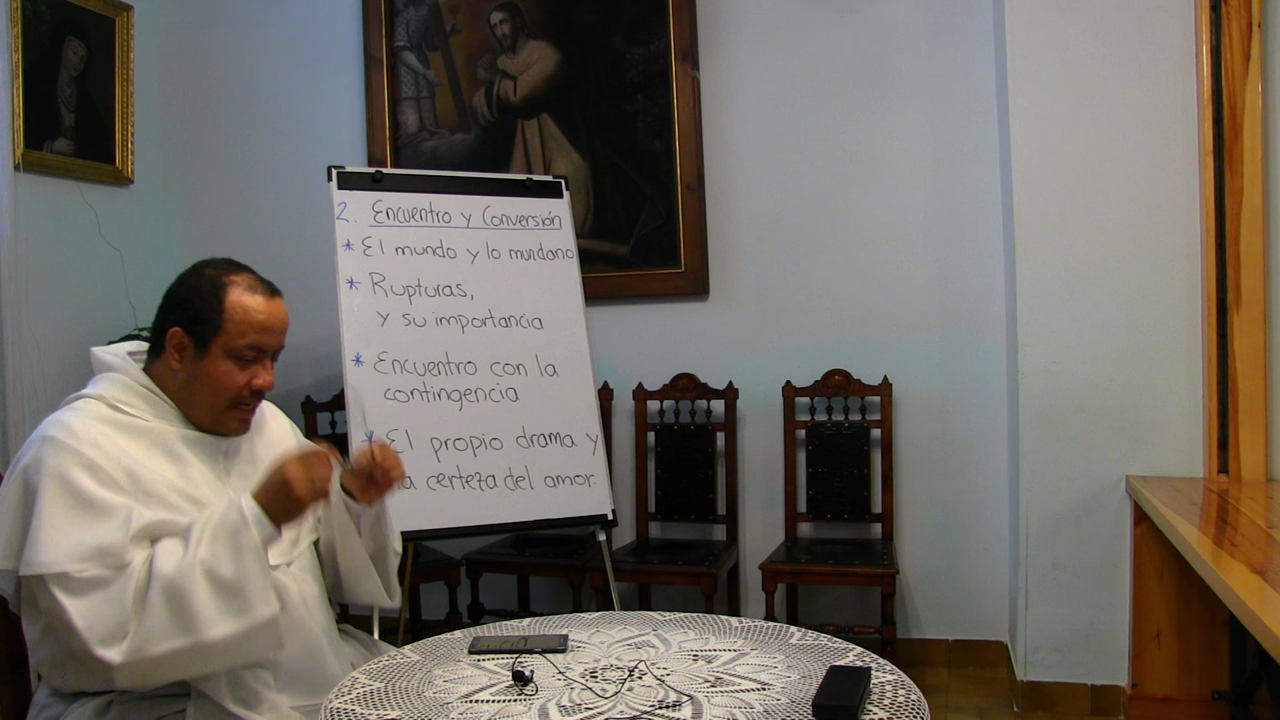 2. Encuentro y Conversión
* El mundo y lo mundano
* Rupturas,
y su importancia
* Encuentro con la
contingencia
* El propio drama y
la certeza del amor.